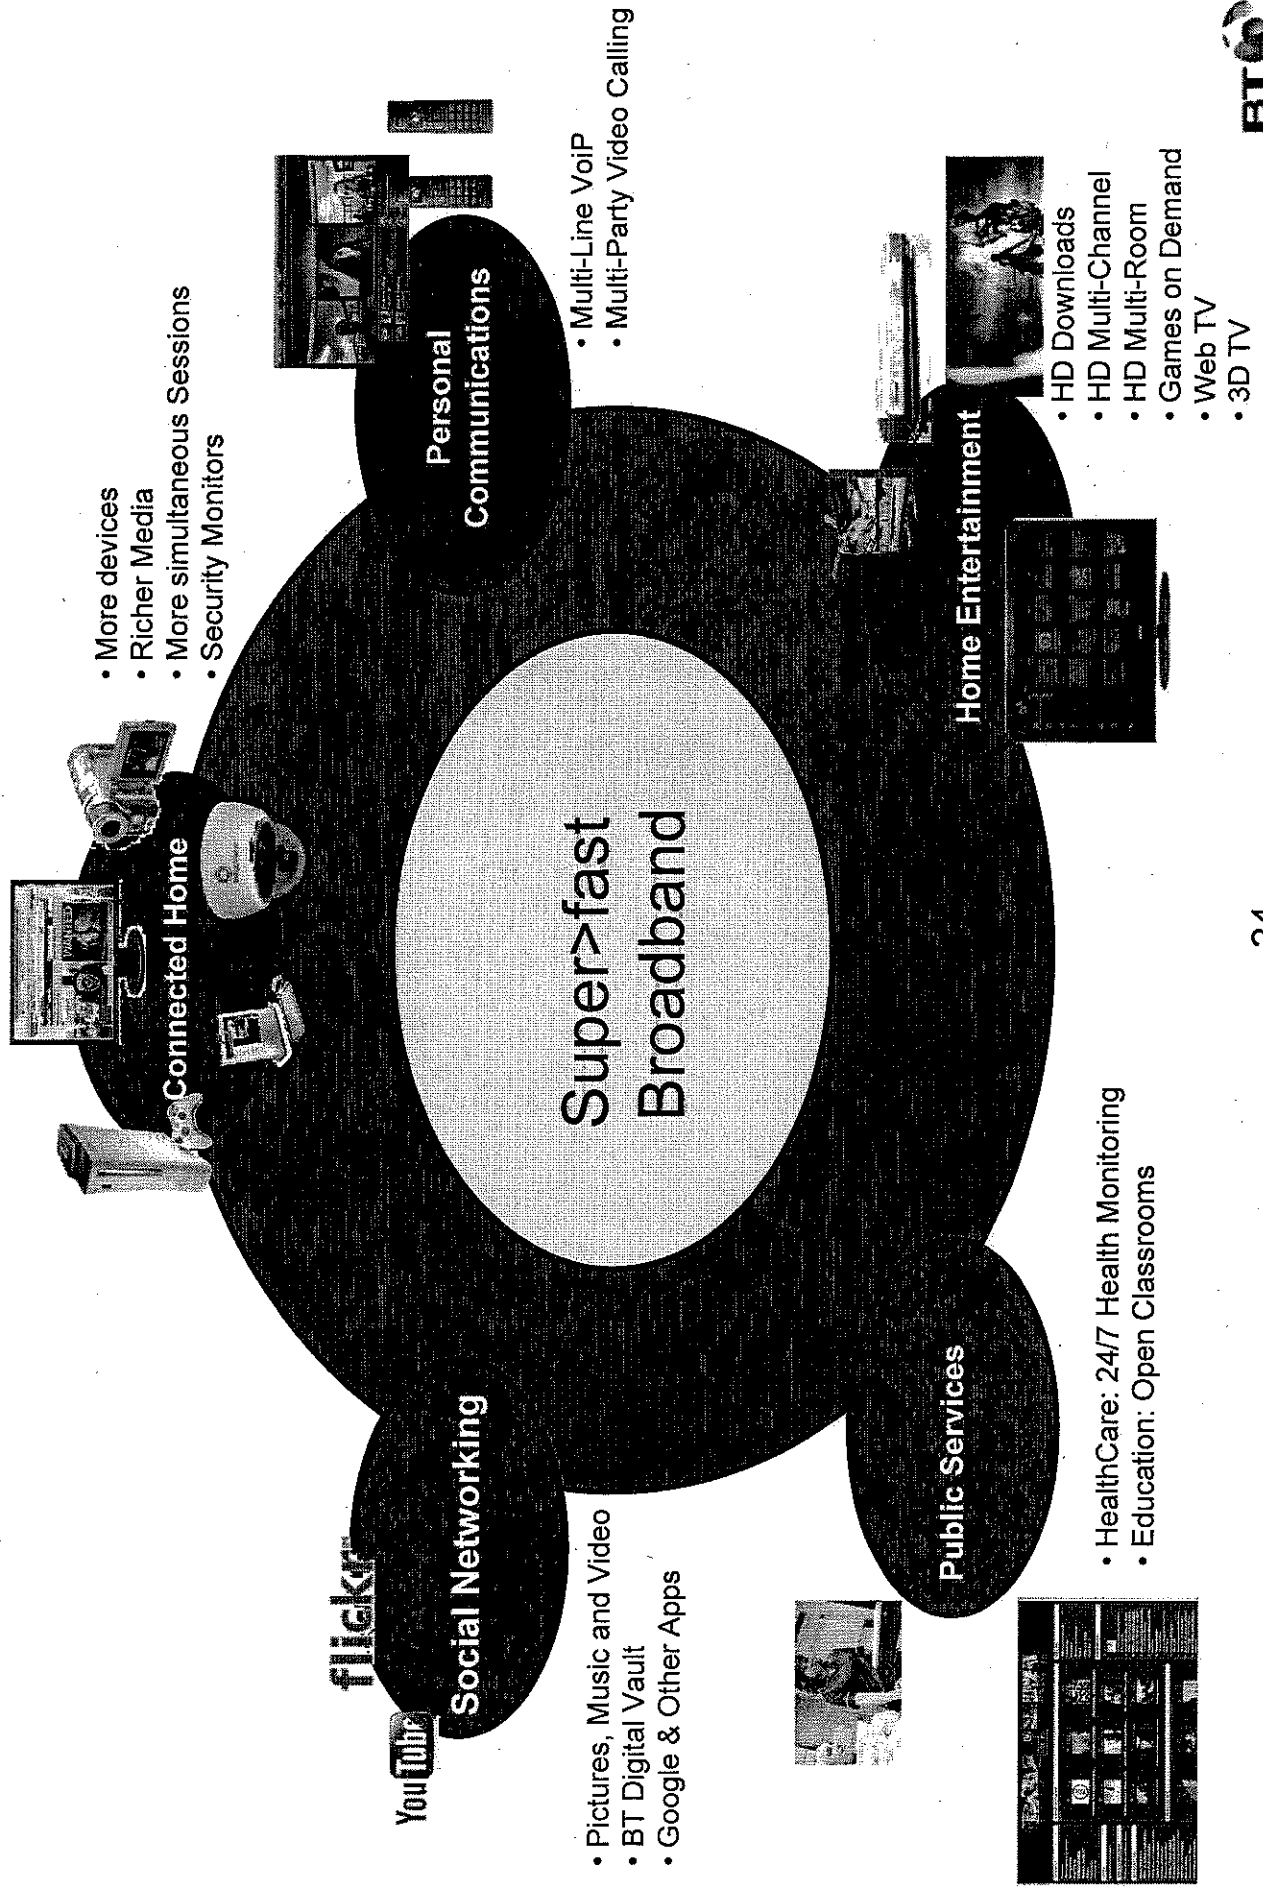 Connected Home
• More devices
• Richer Media
• More simultaneous Sessions
• Security Monitors
flickr
YouTube
Social Networking
• Pictures, Music and Video
• BT Digital Vault
• Google & Other Apps
Personal
Communications
• Multi-Line VoiP
• Multi-Party Video Calling
Super>fast
Broadband
Public Services
• HealthCare: 24/7 Health Monitoring
• Education: Open Classrooms
Home Entertainment
• HD Downloads
• HD Multi-Channel
• HD Multi-Room
• Games on Demand
• Web TV
• 3D TV
24
BT